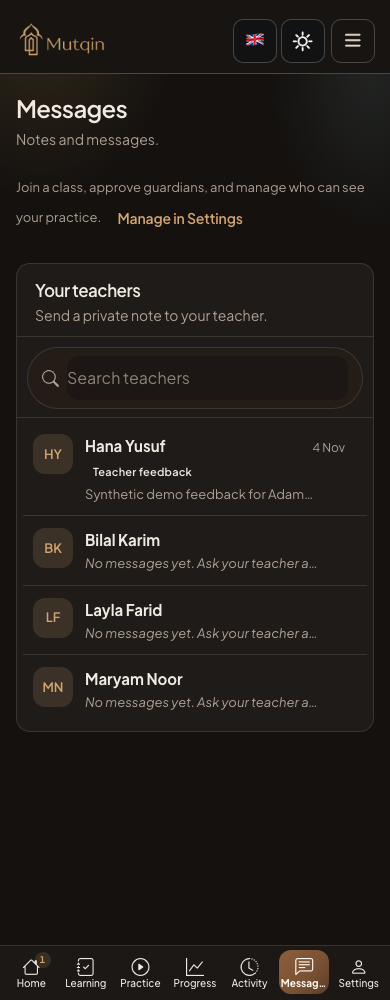 Mutqin
Messages
Notes and messages.
Join a class, approve guardians, and manage who can see
your practice. Manage in Settings
Your teachers
Send a private note to your teacher.
Search teachers
HY Hana Yusuf 4 Nov
Teacher feedback
Synthetic demo feedback for Adam...
BK Bilal Karim
No messages yet. Ask your teacher a...
LF Layla Farid
No messages yet. Ask your teacher a...
MN Maryam Noor
No messages yet. Ask your teacher a...
1
Home Learning Practice Progress Activity Messag... Settings